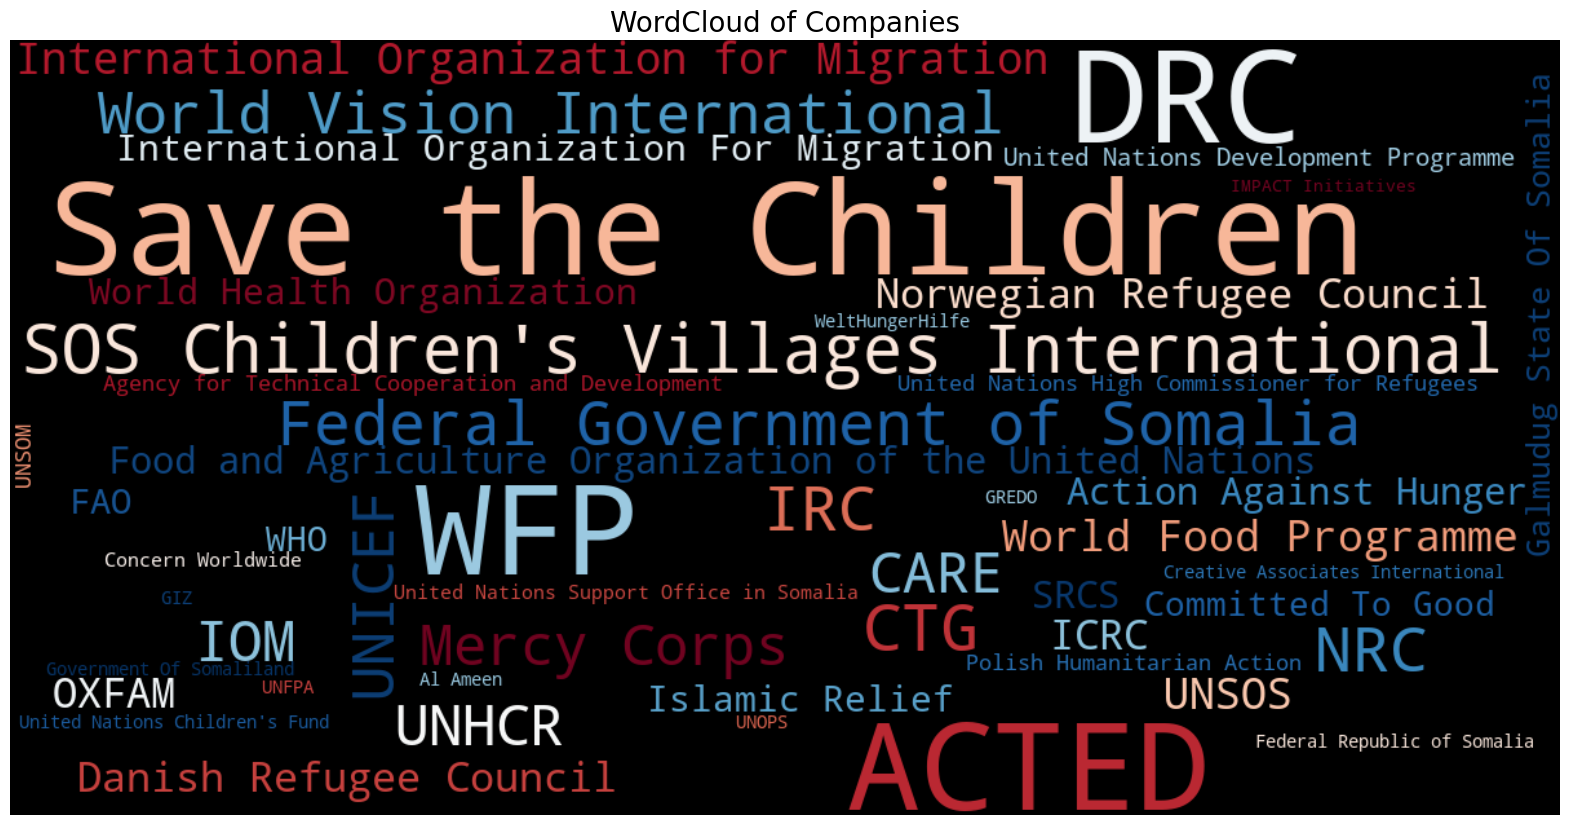 WordCloud of Companies
International Organization for Migration
DRC
World Vision International
International Organization For Migration
United Nations Development Programme
Galmudug State Of Somalia
Save the Children
IMPACT Initiatives
World Health Organization
Norwegian Refugee Council
SOS Children's Villages International
WeltHungerHilfe
Agency for Technical Cooperation and Development
United Nations High Commissioner for Refugees
Federal Government of Somalia
UNSOM
Food and Agriculture Organization of the United Nations
FAO
UNICEF
WFP
IRC
GREDO
Action Against Hunger
WHO
World Food Programme
Concern Worldwide
CARE
Creative Associates International
GIZ
United Nations Support Office in Somalia
SRCS
Committed To Good
IOM
Mercy Corps
CTG
ICRC
NRC
Government Of Somaliland
Polish Humanitarian Action
OXFAM
UNFPA
Al Ameen
Islamic Relief
UNSOS
United Nations Children's Fund
UNHCR
UNOPS
ACTED
Federal Republic of Somalia
Danish Refugee Council